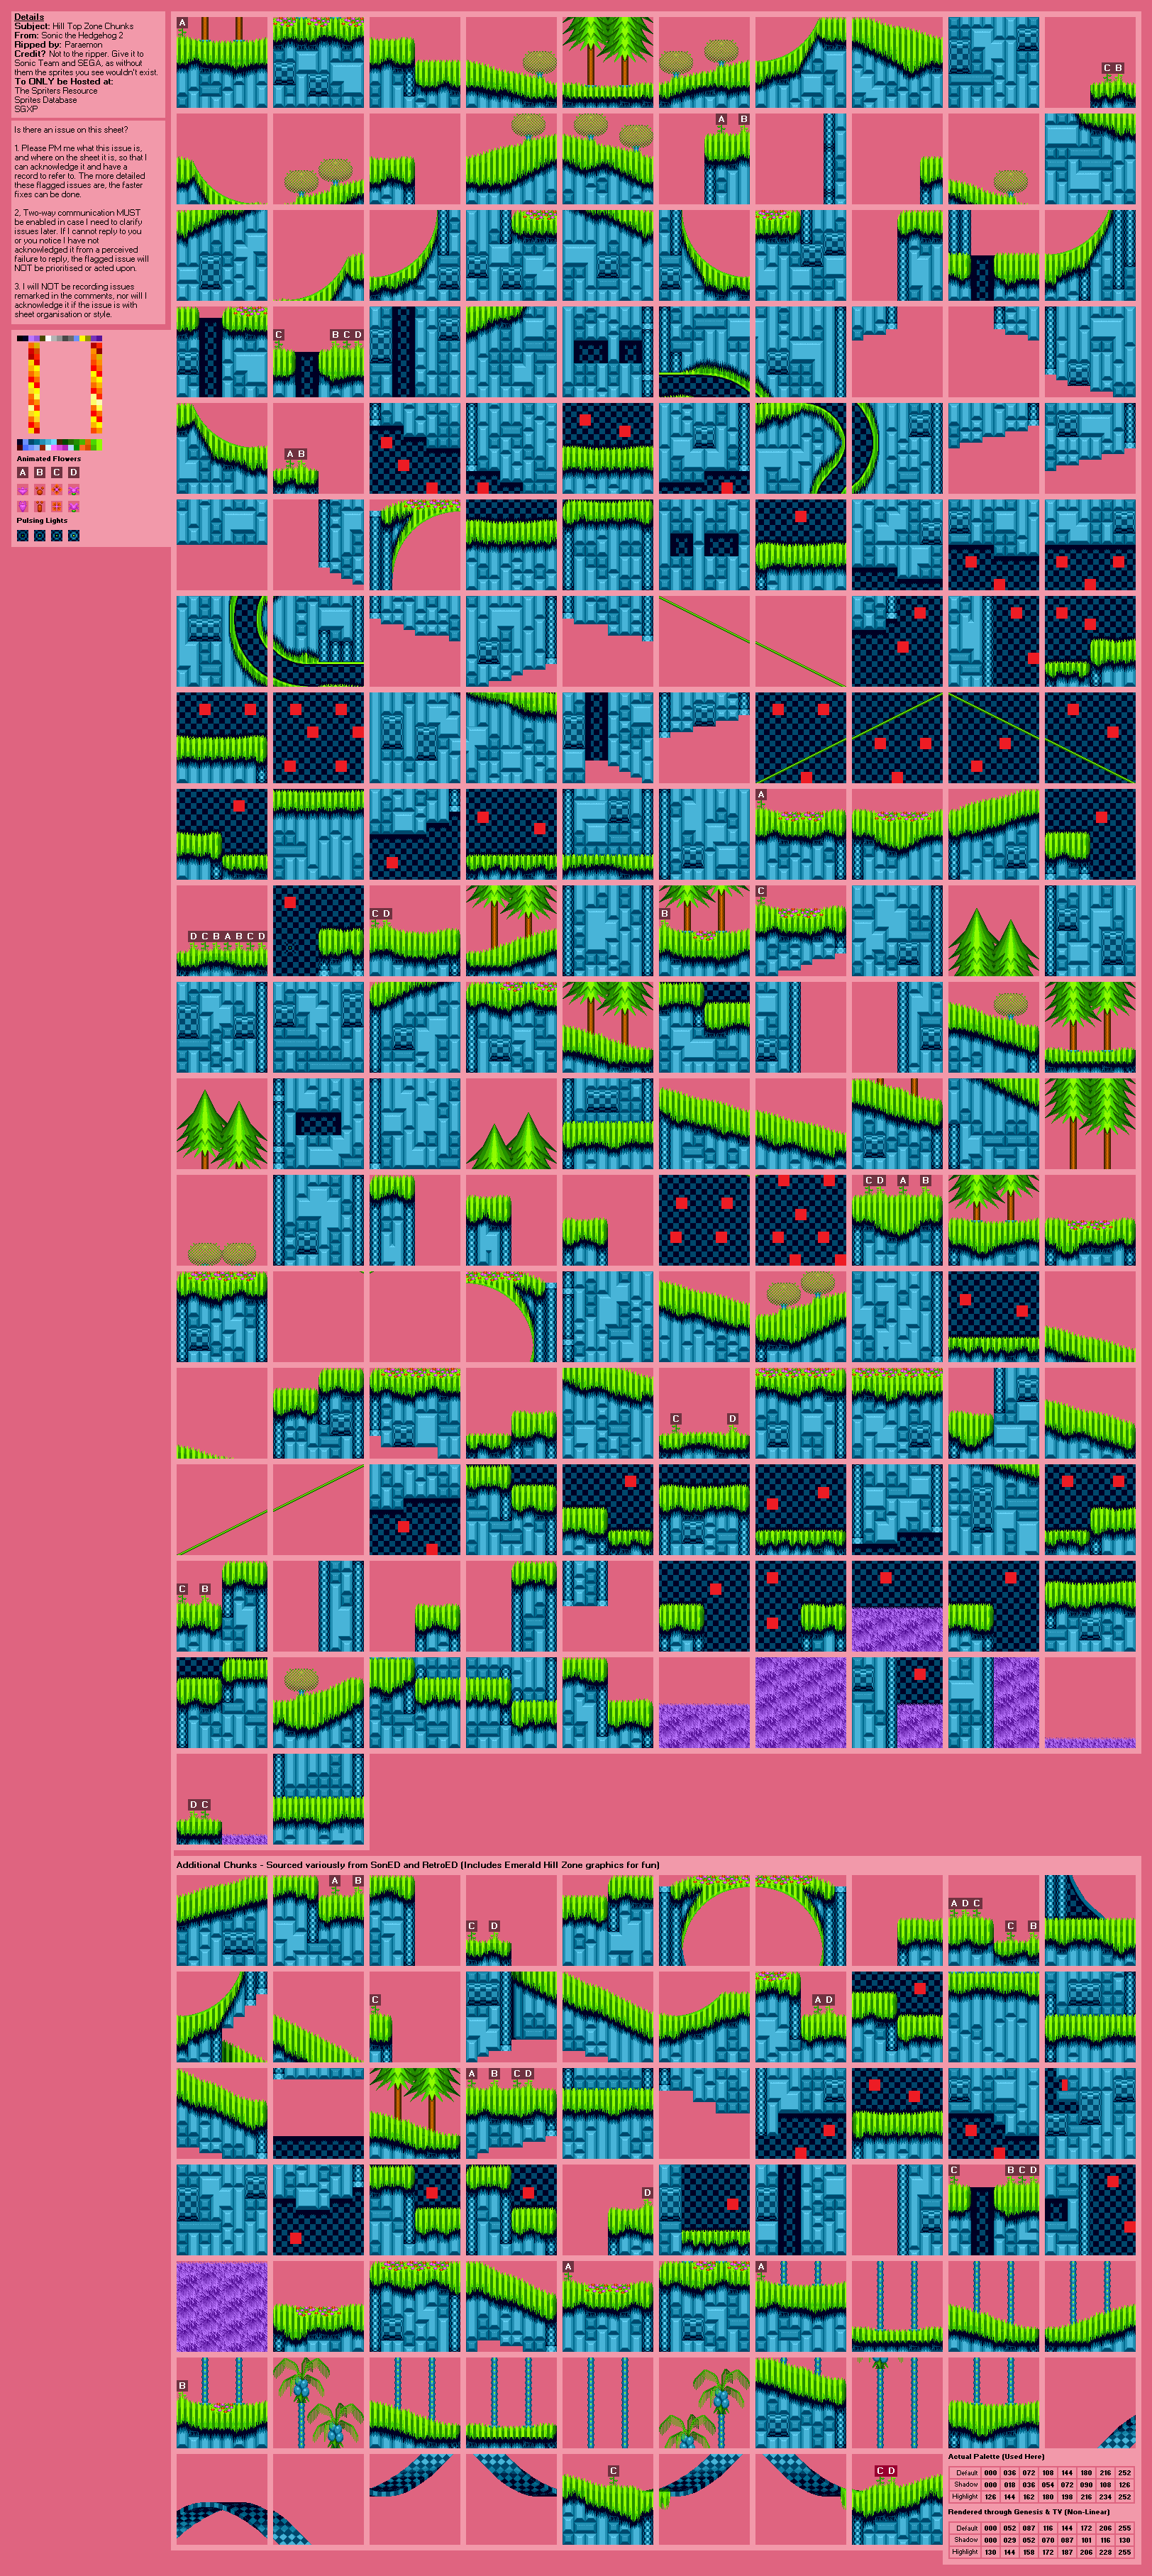 Details
Subject: Hill Top Zone Chunks
From: Sonic the Hedgehog 2
Ripped by: Paraemon
Credit? Not to the ripper. Give it to
Sonic Team and SEGA, as without
them the sprites you see wouldn't exist.
To ONLY be Hosted at:
The Spriters Resource
Sprites Database
SGXP
Is there an issue on this sheet?
1. Please PM me what this issue is,
and where on the sheet it is, so that I
can acknowledge it and have a
record to refer to. The more detailed
these flagged issues are, the faster
fixes can be done.
2. Two-way communication MUST
be enabled in case I need to clarify
issues later. If I cannot reply to you
or you notice I have not
acknowledged it from a perceived
failure to reply, the flagged issue will
NOT be prioritised or acted upon.
3. I will NOT be recording issues
remarked in the comments, nor will I
acknowledge it if the issue is with
sheet organisation or style.
Animated Flowers
A B C D
Pulsing Lights
A
C B
A B
C B C D
A B
A
D C B A B C D
C D
B
C
C D A B
C D
C B
D C
Additional Chunks - Sourced variously from SonED and RetroED (Includes Emerald Hill Zone graphics for fun)
A B
C D
A D C
C B
C
A D
A B C D
D
C B C D
A
A
B
C
C D
Actual Palette (Used Here)
Default 000 036 072 108 144 180 216 252
Shadow 000 018 036 054 072 090 108 126
Highlight 126 144 162 180 198 216 234 252
Rendered through Genesis & TV (Non-Linear)
Default 000 052 087 116 144 172 206 255
Shadow 000 029 052 070 087 101 116 130
Highlight 130 144 158 172 187 206 228 255